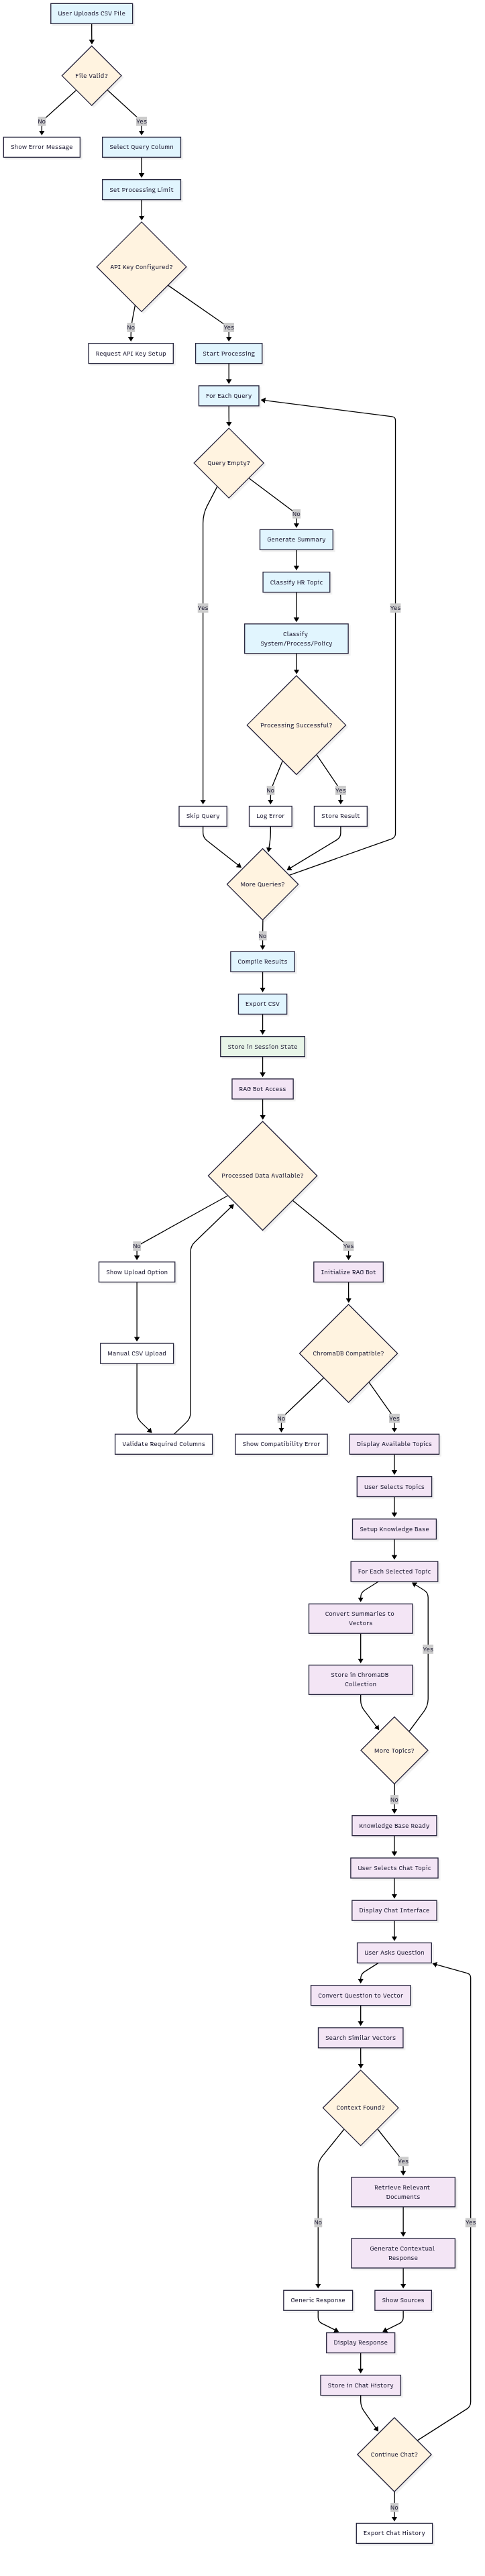 User Uploads CSV File
File Valid?
No
Yes
Show Error Message
Select Query Column
Set Processing Limit
API Key Configured?
No
Yes
Request API Key Setup
Start Processing
For Each Query
Query Empty?
No
Generate Summary
Classify HR Topic
Yes
Yes
Classify
System/Process/Policy
Processing Successful?
No
Yes
Skip Query
Log Error
Store Result
More Queries?
No
Compile Results
Export CSV
Store in Session State
RAG Bot Access
Processed Data Available?
No
Yes
Show Upload Option
Initialize RAG Bot
Manual CSV Upload
ChromaDB Compatible?
No
Yes
Validate Required Columns
Show Compatibility Error
Display Available Topics
User Selects Topics
Setup Knowledge Base
For Each Selected Topic
Convert Summaries to
Vectors
Yes
Store in ChromaDB
Collection
More Topics?
No
Knowledge Base Ready
User Selects Chat Topic
Display Chat Interface
User Asks Question
Convert Question to Vector
Search Similar Vectors
Context Found?
Yes
Retrieve Relevant
Documents
No
Yes
Generate Contextual
Response
Generic Response
Show Sources
Display Response
Store in Chat History
Continue Chat?
No
Export Chat History